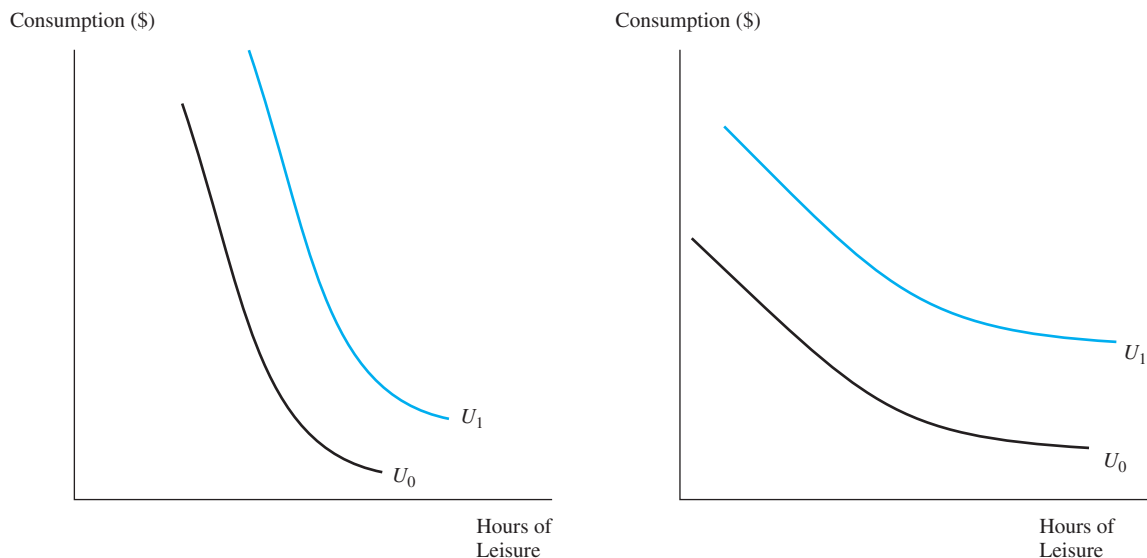 Consumption ($)
U1
U0
Hours of
Leisure
Consumption ($)
U1
U0
Hours of
Leisure